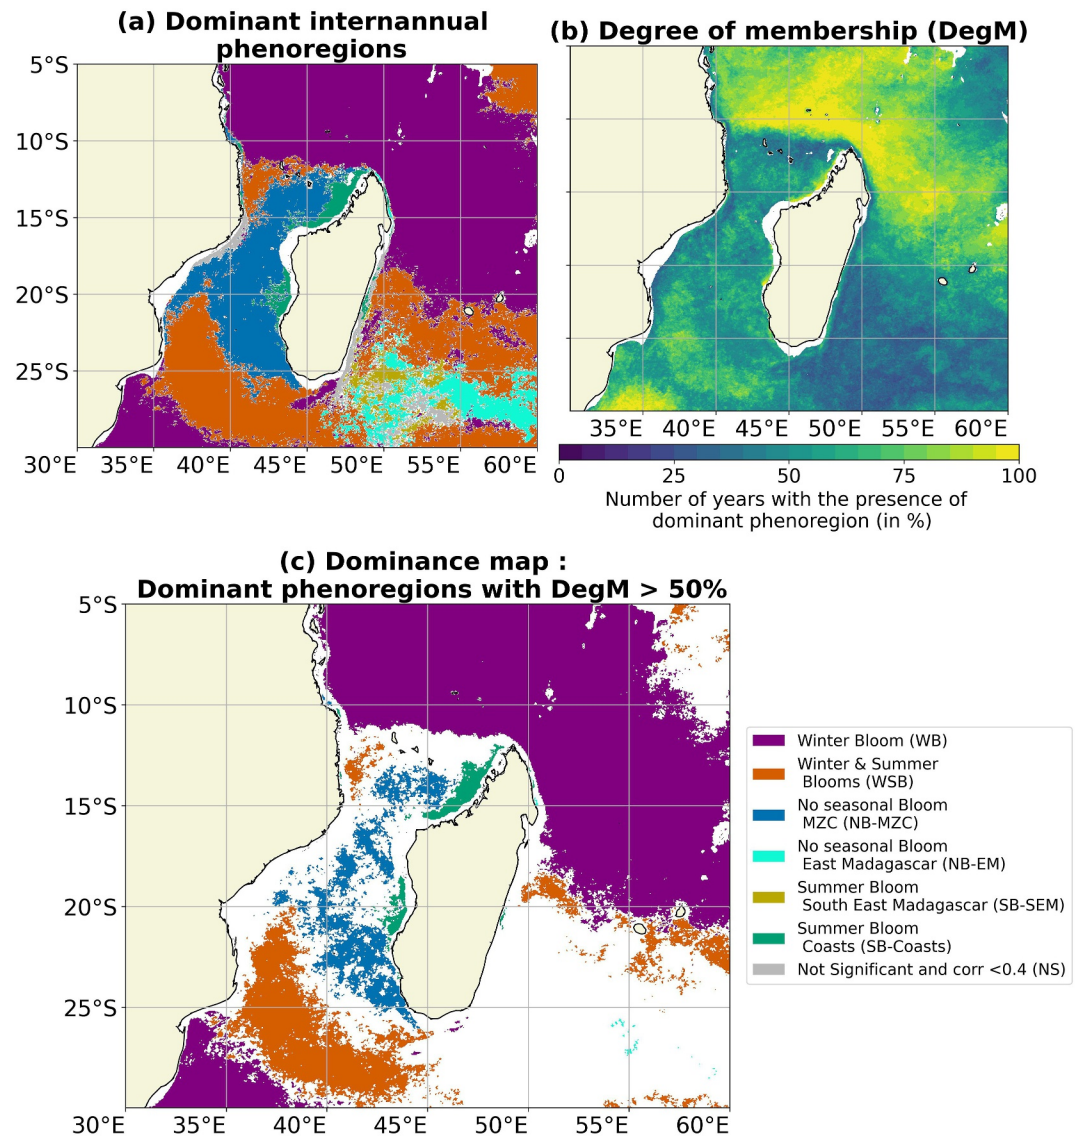 (a) Dominant internannual
phenoregions
5°S
10°S
15°S
20°S
25°S
30°E 35°E 40°E 45°E 50°E 55°E 60°E
(b) Degree of membership (DegM)
35°E 40°E 45°E 50°E 55°E 60°E
0 25 50 75 100
Number of years with the presence of
dominant phenoregion (in %)
(c) Dominance map :
Dominant phenoregions with DegM > 50%
5°S
10°S
15°S
20°S
25°S
30°E 35°E 40°E 45°E 50°E 55°E 60°E
Winter Bloom (WB)
Winter & Summer
Blooms (WSB)
No seasonal Bloom
MZC (NB-MZC)
No seasonal Bloom
East Madagascar (NB-EM)
Summer Bloom
South East Madagascar (SB-SEM)
Summer Bloom
Coasts (SB-Coasts)
Not Significant and corr <0.4 (NS)